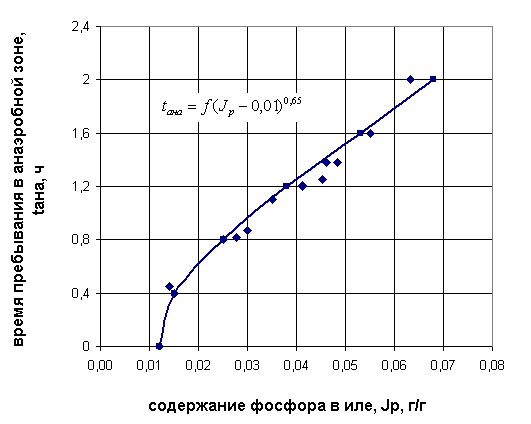 время пребывания в анаэробной зоне,
tана, ч
2,4
2
1,6
1,2
0,8
0,4
0
t_ана = f(J_p − 0,01)^0,65
0,00 0,01 0,02 0,03 0,04 0,05 0,06 0,07 0,08
содержание фосфора в иле, Jp, г/г